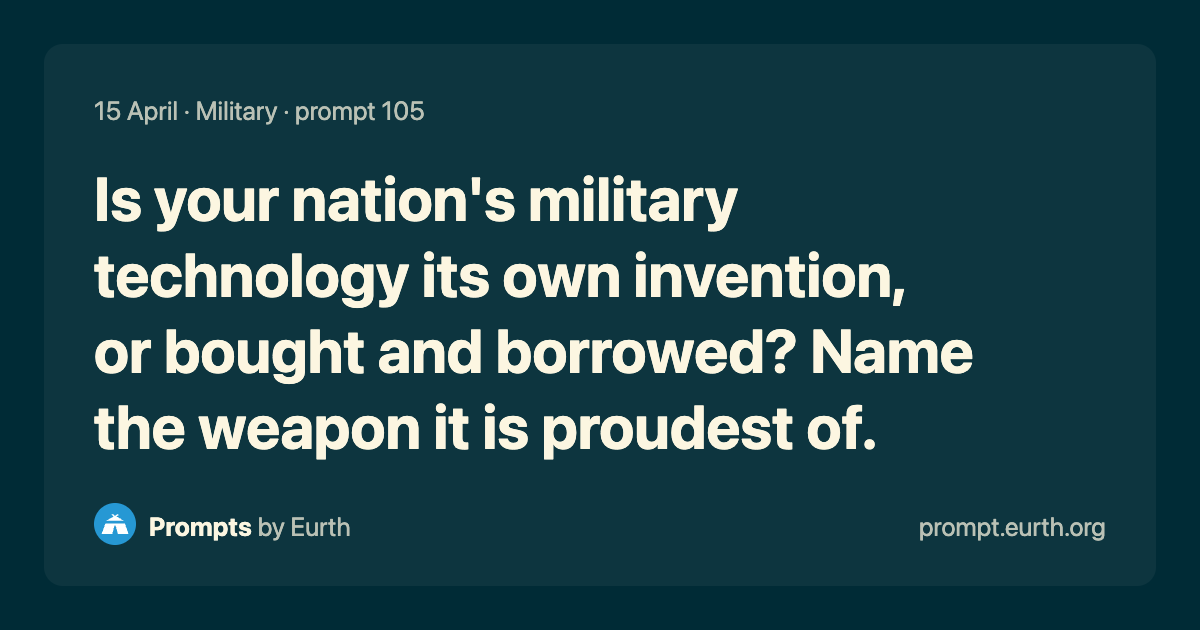 15 April · Military · prompt 105
Is your nation's military
technology its own invention,
or bought and borrowed? Name
the weapon it is proudest of.
Prompts by Eurth
prompt.eurth.org